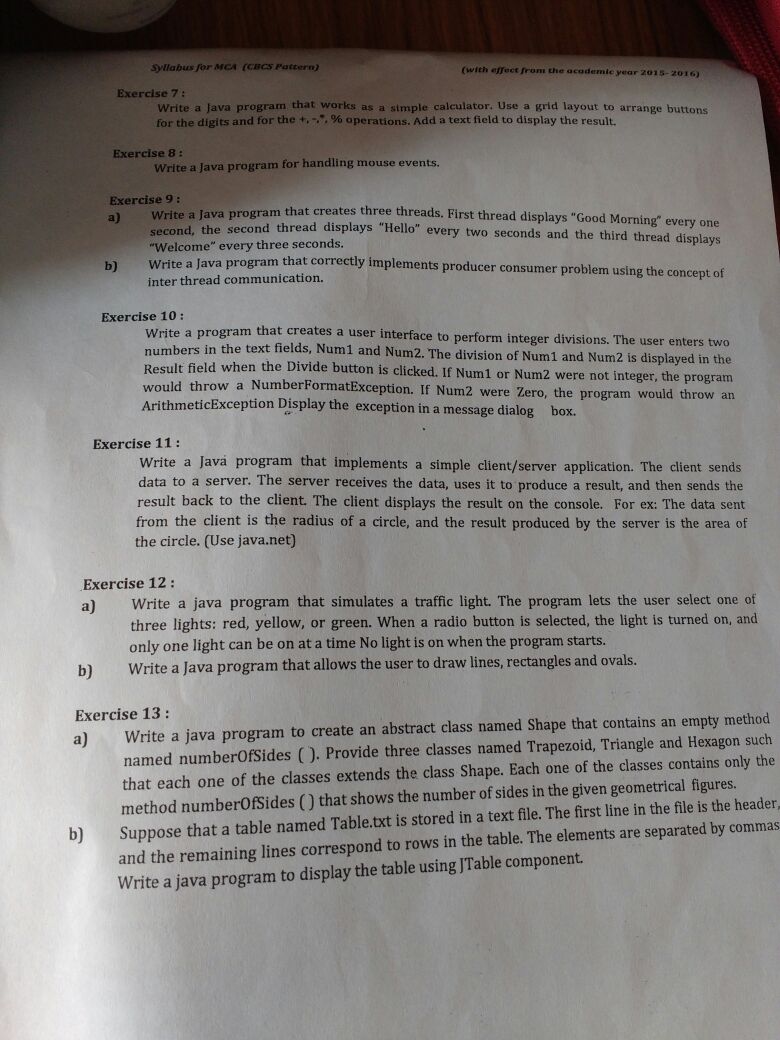 Syllabus for MCA (CBCS Pattern) (with effect from the academic year 2015-2016)
Exercise 7 :
Write a Java program that works as a simple calculator. Use a grid layout to arrange buttons
for the digits and for the +, -,*, % operations. Add a text field to display the result.
Exercise 8 :
Write a Java program for handling mouse events.
Exercise 9 :
a) Write a Java program that creates three threads. First thread displays "Good Morning" every one
second, the second thread displays "Hello" every two seconds and the third thread displays
"Welcome" every three seconds.
b) Write a Java program that correctly implements producer consumer problem using the concept of
inter thread communication.
Exercise 10 :
Write a program that creates a user interface to perform integer divisions. The user enters two
numbers in the text fields, Num1 and Num2. The division of Num1 and Num2 is displayed in the
Result field when the Divide button is clicked. If Num1 or Num2 were not integer, the program
would throw a NumberFormatException. If Num2 were Zero, the program would throw an
ArithmeticException Display the exception in a message dialog box.
Exercise 11 :
Write a Java program that implements a simple client/server application. The client sends
data to a server. The server receives the data, uses it to produce a result, and then sends the
result back to the client. The client displays the result on the console. For ex: The data sent
from the client is the radius of a circle, and the result produced by the server is the area of
the circle. (Use java.net)
Exercise 12 :
a) Write a java program that simulates a traffic light. The program lets the user select one of
three lights: red, yellow, or green. When a radio button is selected, the light is turned on, and
only one light can be on at a time No light is on when the program starts.
b) Write a Java program that allows the user to draw lines, rectangles and ovals.
Exercise 13 :
a) Write a java program to create an abstract class named Shape that contains an empty method
named numberOfSides ( ). Provide three classes named Trapezoid, Triangle and Hexagon such
that each one of the classes extends the class Shape. Each one of the classes contains only the
method numberOfSides ( ) that shows the number of sides in the given geometrical figures.
b) Suppose that a table named Table.txt is stored in a text file. The first line in the file is the header,
and the remaining lines correspond to rows in the table. The elements are separated by commas
Write a java program to display the table using JTable component.